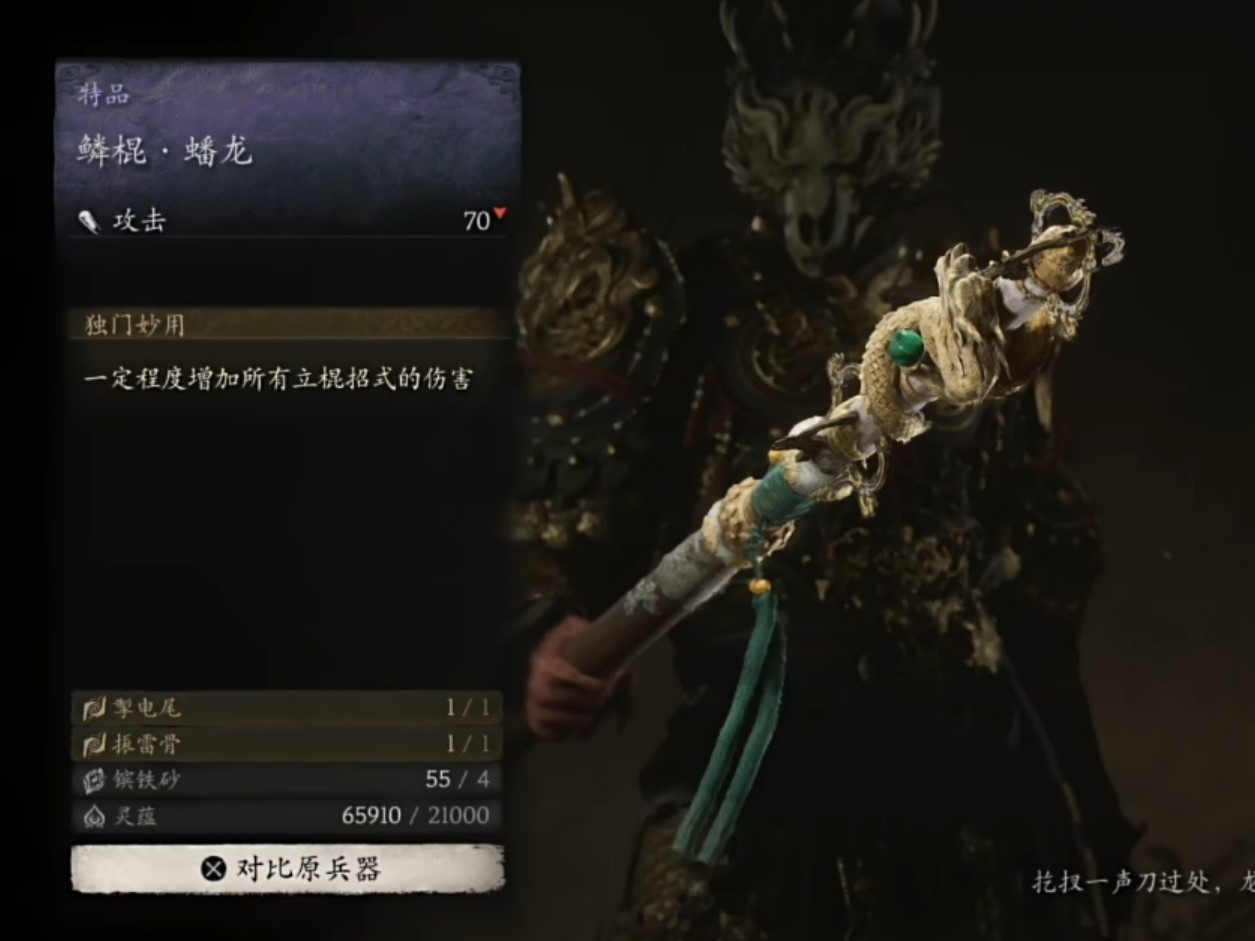 特品
鳞棍·蟠龙
攻击 70
独门妙用
一定程度增加所有立棍招式的伤害
掣电尾 1 / 1
振雷骨 1 / 1
镔铁砂 55 / 4
灵蕴 65910 / 21000
对比原兵器
扢扠一声刀过处，龙